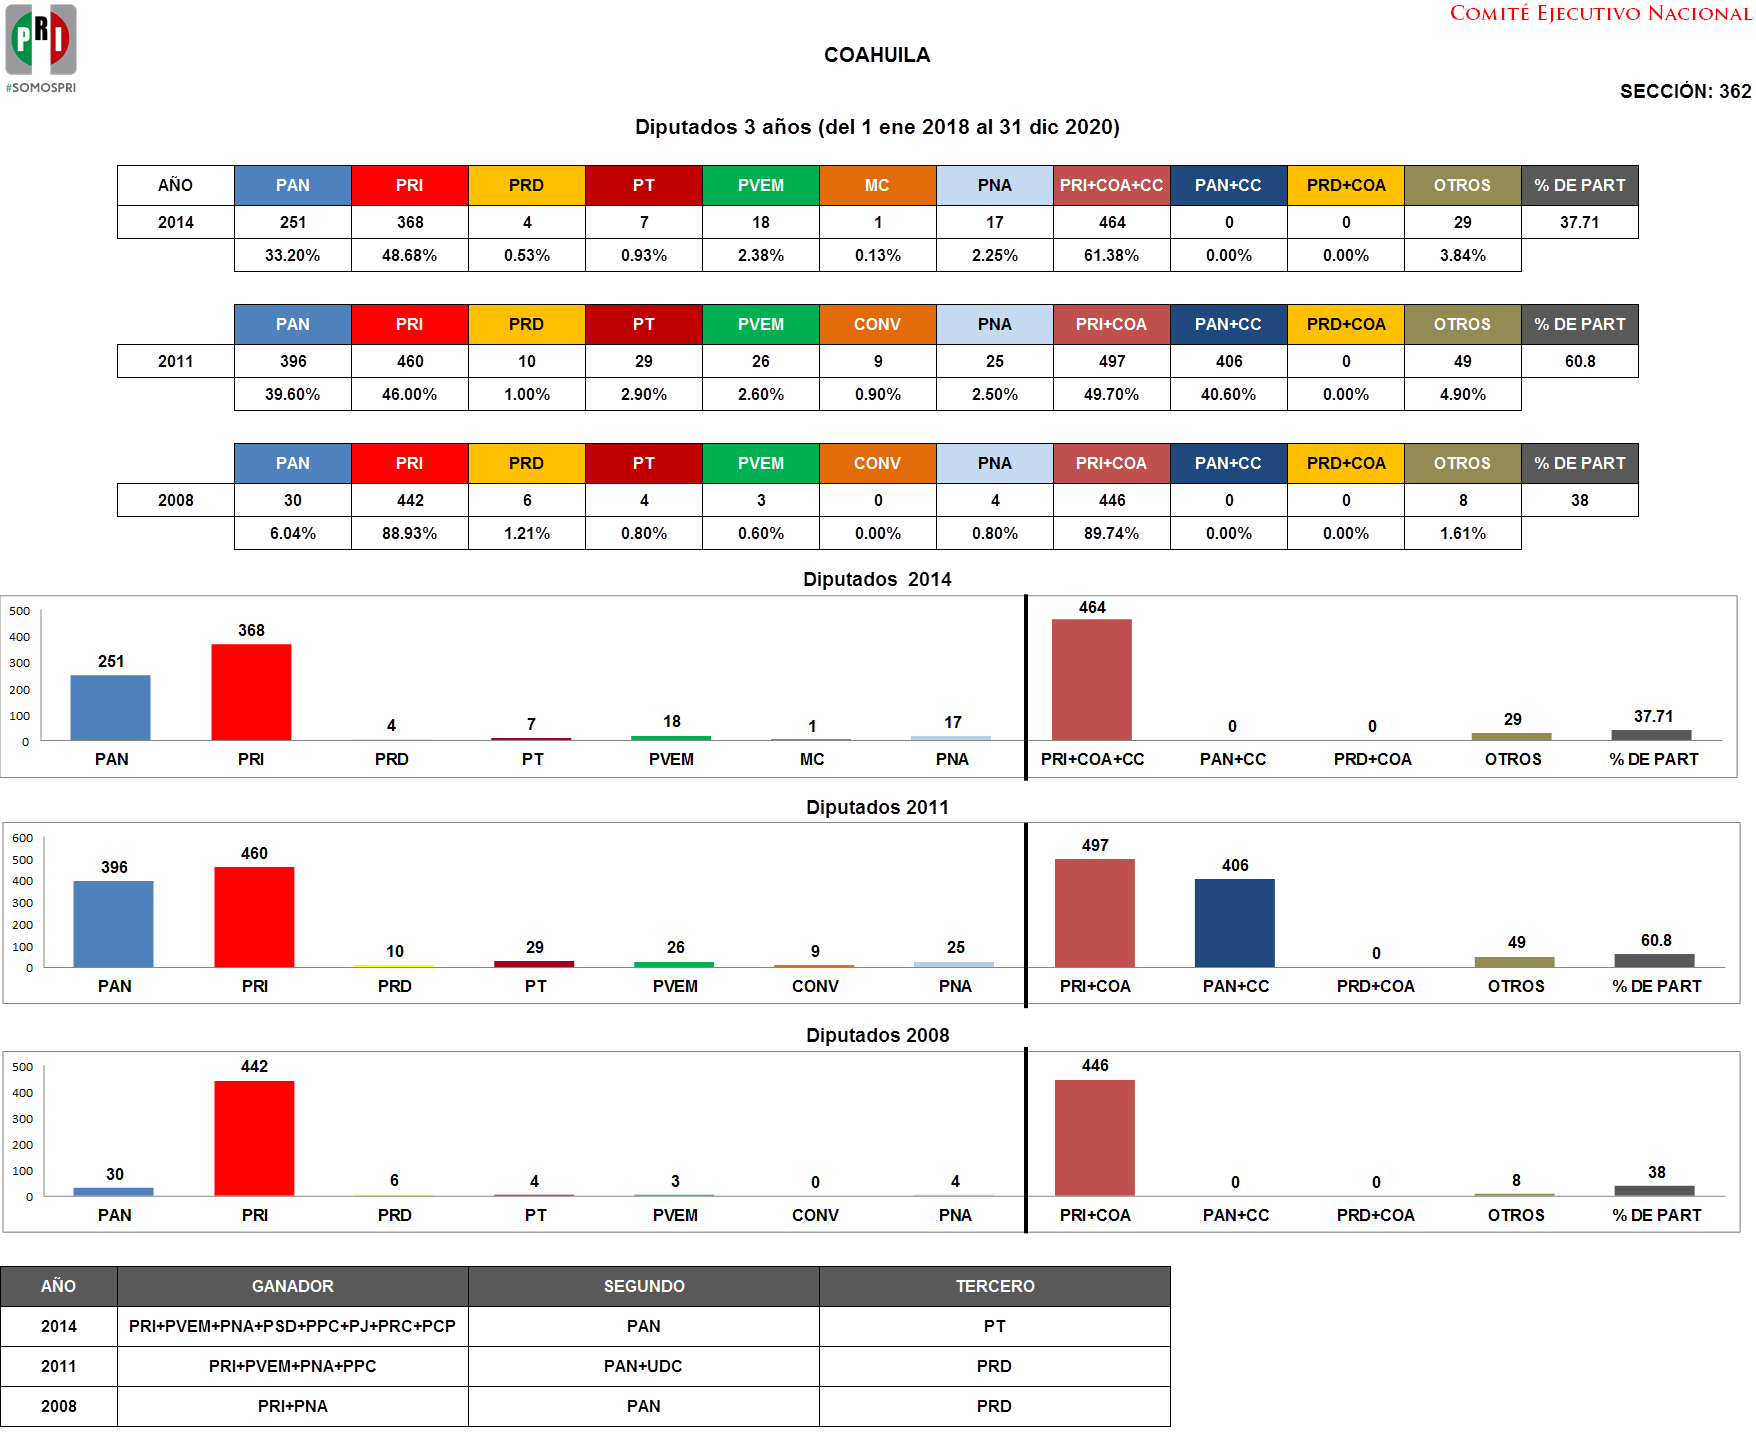 PRI
#SOMOSPRI
COMITÉ EJECUTIVO NACIONAL
COAHUILA
SECCIÓN: 362
Diputados 3 años (del 1 ene 2018 al 31 dic 2020)
AÑO PAN PRI PRD PT PVEM MC PNA PRI+COA+CC PAN+CC PRD+COA OTROS % DE PART
2014 251 368 4 7 18 1 17 464 0 0 29 37.71
33.20% 48.68% 0.53% 0.93% 2.38% 0.13% 2.25% 61.38% 0.00% 0.00% 3.84%
PAN PRI PRD PT PVEM CONV PNA PRI+COA PAN+CC PRD+COA OTROS % DE PART
2011 396 460 10 29 26 9 25 497 406 0 49 60.8
39.60% 46.00% 1.00% 2.90% 2.60% 0.90% 2.50% 49.70% 40.60% 0.00% 4.90%
PAN PRI PRD PT PVEM CONV PNA PRI+COA PAN+CC PRD+COA OTROS % DE PART
2008 30 442 6 4 3 0 4 446 0 0 8 38
6.04% 88.93% 1.21% 0.80% 0.60% 0.00% 0.80% 89.74% 0.00% 0.00% 1.61%
Diputados 2014
500
400
300
200
100
0
251 368 4 7 18 1 17 464 0 0 29 37.71
PAN PRI PRD PT PVEM MC PNA PRI+COA+CC PAN+CC PRD+COA OTROS % DE PART
Diputados 2011
600
500
400
300
200
100
0
396 460 10 29 26 9 25 497 406 0 49 60.8
PAN PRI PRD PT PVEM CONV PNA PRI+COA PAN+CC PRD+COA OTROS % DE PART
Diputados 2008
500
400
300
200
100
0
30 442 6 4 3 0 4 446 0 0 8 38
PAN PRI PRD PT PVEM CONV PNA PRI+COA PAN+CC PRD+COA OTROS % DE PART
AÑO GANADOR SEGUNDO TERCERO
2014 PRI+PVEM+PNA+PSD+PPC+PJ+PRC+PCP PAN PT
2011 PRI+PVEM+PNA+PPC PAN+UDC PRD
2008 PRI+PNA PAN PRD